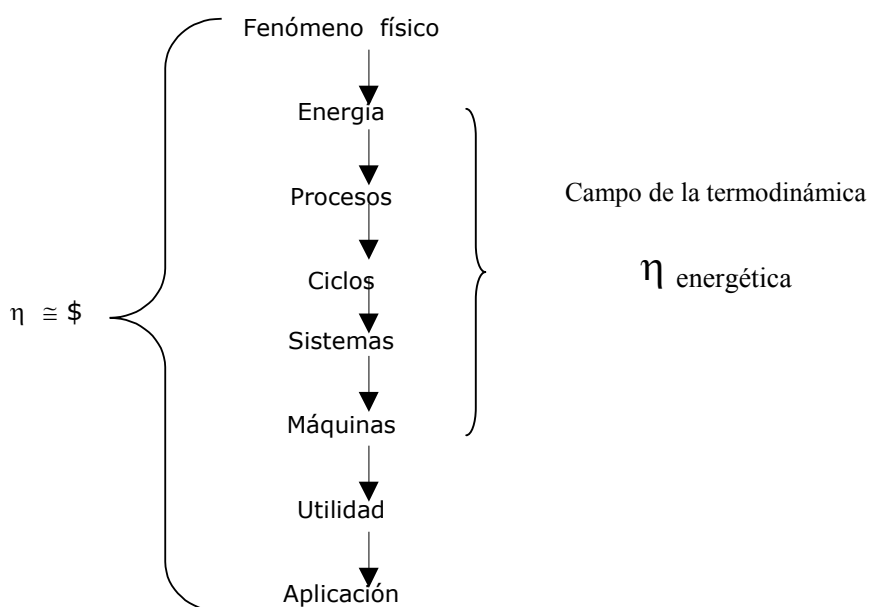 Fenómeno físico
Energía
Procesos
Campo de la termodinámica
η energética
Ciclos
η ≅ $
Sistemas
Máquinas
Utilidad
Aplicación